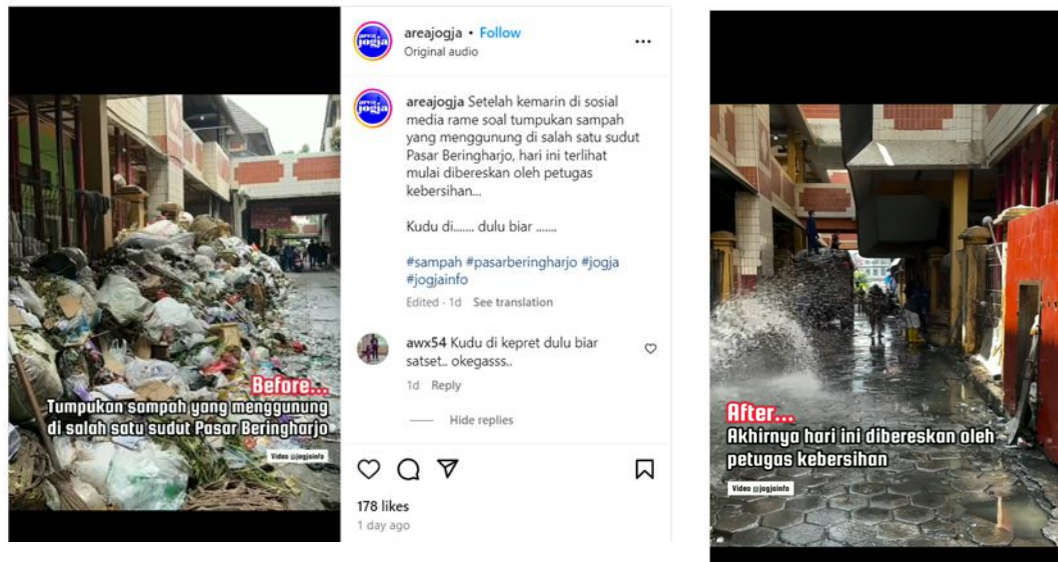 Before...
Tumpukan sampah yang menggunung
di salah satu sudut Pasar Beringharjo
Video @jogjainfo
area
jogja
areajogja • Follow
Original audio
area
jogja
areajogja Setelah kemarin di sosial
media rame soal tumpukan sampah
yang menggunung di salah satu sudut
Pasar Beringharjo, hari ini terlihat
mulai dibereskan oleh petugas
kebersihan...
Kudu di....... dulu biar .......
#sampah #pasarberingharjo #jogja
#jogjainfo
Edited · 1d See translation
awx54 Kudu di kepret dulu biar
satset.. okegasss..
1d Reply
Hide replies
178 likes
1 day ago
After...
Akhirnya hari ini dibereskan oleh
petugas kebersihan
Video @jogjainfo